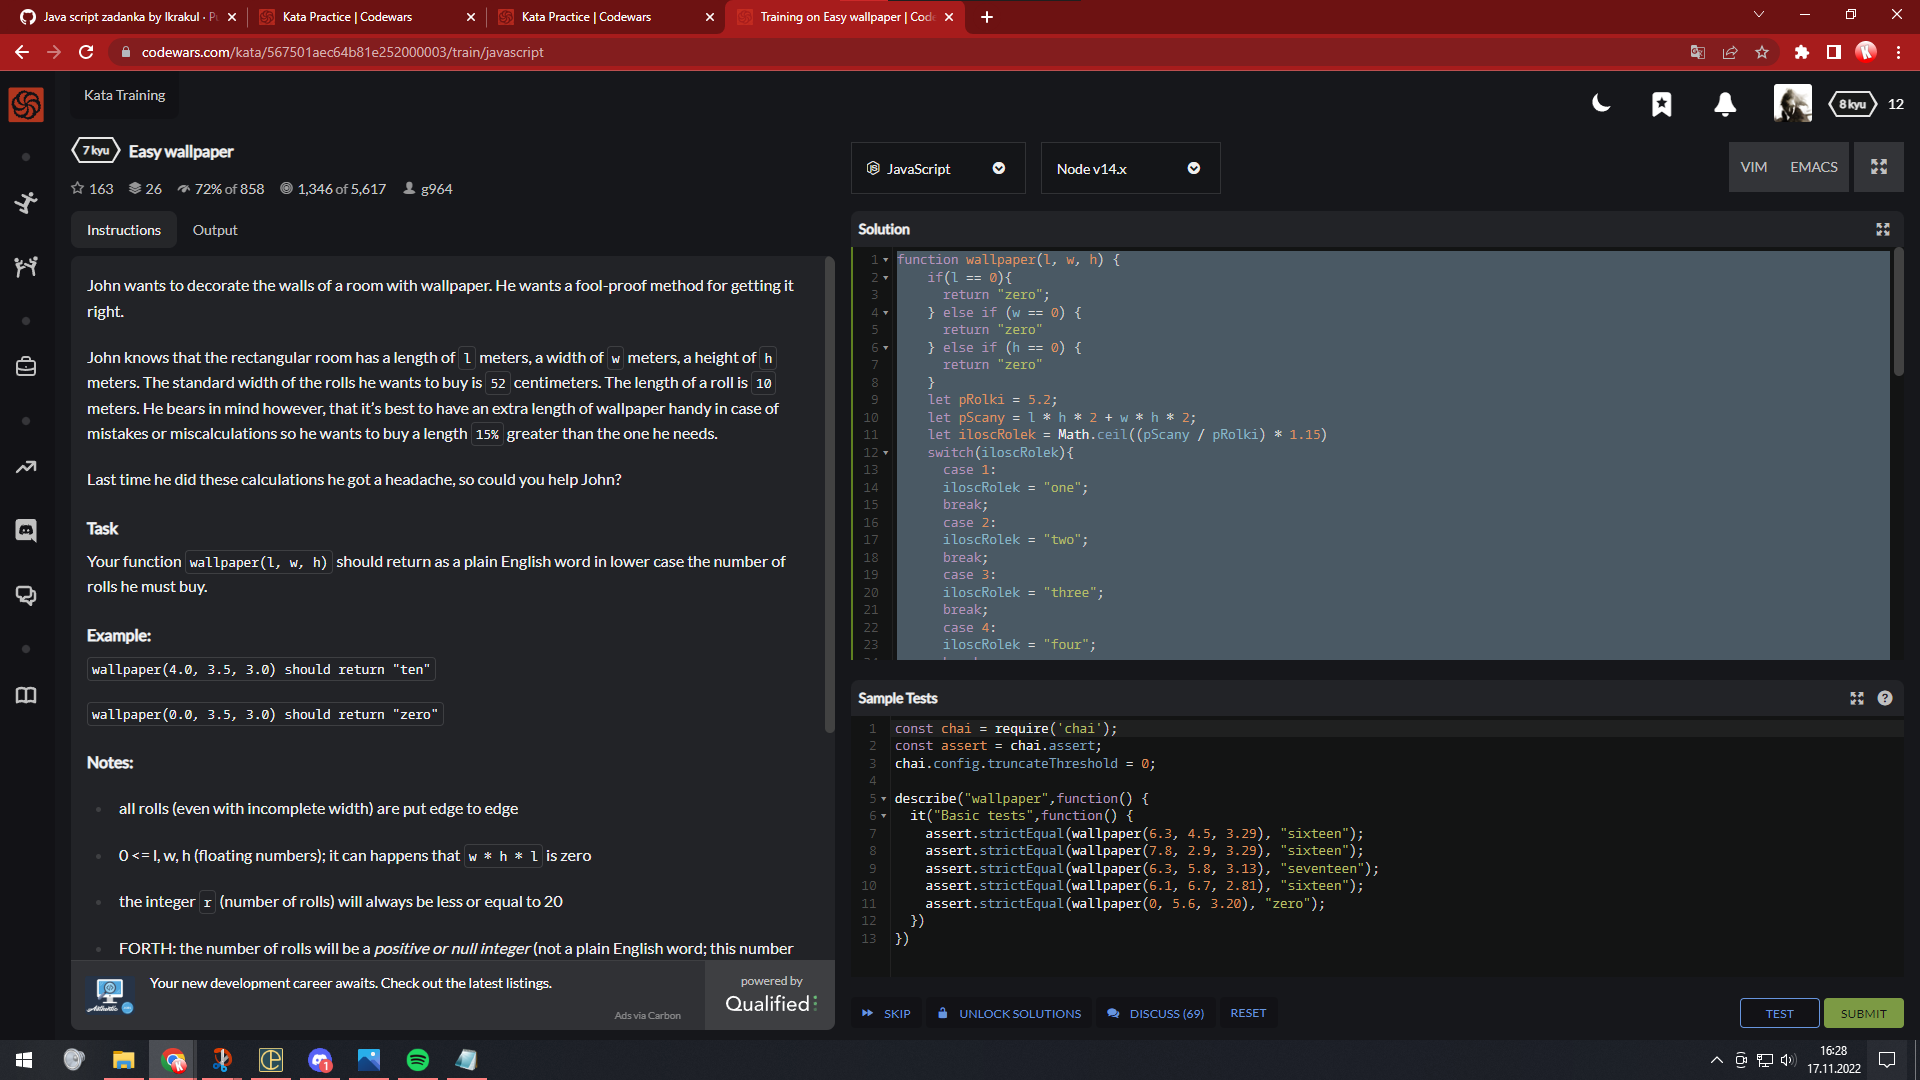 Java script zadanka by Ikrakul · Pu
Kata Practice | Codewars
Kata Practice | Codewars
Training on Easy wallpaper | Code
codewars.com/kata/567501aec64b81e252000003/train/javascript
Kata Training
8 kyu
12
7 kyu
Easy wallpaper
163
26
72% of 858
1,346 of 5,617
g964
Instructions
Output
John wants to decorate the walls of a room with wallpaper. He wants a fool-proof method for getting it
right.
John knows that the rectangular room has a length of l meters, a width of w meters, a height of h
meters. The standard width of the rolls he wants to buy is 52 centimeters. The length of a roll is 10
meters. He bears in mind however, that it's best to have an extra length of wallpaper handy in case of
mistakes or miscalculations so he wants to buy a length 15% greater than the one he needs.
Last time he did these calculations he got a headache, so could you help John?
Task
Your function wallpaper(l, w, h) should return as a plain English word in lower case the number of
rolls he must buy.
Example:
wallpaper(4.0, 3.5, 3.0) should return "ten"
wallpaper(0.0, 3.5, 3.0) should return "zero"
Notes:
all rolls (even with incomplete width) are put edge to edge
0 <= l, w, h (floating numbers); it can happens that w * h * l is zero
the integer r (number of rolls) will always be less or equal to 20
FORTH: the number of rolls will be a positive or null integer (not a plain English word; this number
Your new development career awaits. Check out the latest listings.
Ads via Carbon
powered by
Qualified
JavaScript
Node v14.x
VIM
EMACS
Solution
1 function wallpaper(l, w, h) {
2 if(l == 0){
3 return "zero";
4 } else if (w == 0) {
5 return "zero"
6 } else if (h == 0) {
7 return "zero"
8 }
9 let pRolki = 5.2;
10 let pScany = l * h * 2 + w * h * 2;
11 let iloscRolek = Math.ceil((pScany / pRolki) * 1.15)
12 switch(iloscRolek){
13 case 1:
14 iloscRolek = "one";
15 break;
16 case 2:
17 iloscRolek = "two";
18 break;
19 case 3:
20 iloscRolek = "three";
21 break;
22 case 4:
23 iloscRolek = "four";
Sample Tests
1 const chai = require('chai');
2 const assert = chai.assert;
3 chai.config.truncateThreshold = 0;
4
5 describe("wallpaper",function() {
6 it("Basic tests",function() {
7 assert.strictEqual(wallpaper(6.3, 4.5, 3.29), "sixteen");
8 assert.strictEqual(wallpaper(7.8, 2.9, 3.29), "sixteen");
9 assert.strictEqual(wallpaper(6.3, 5.8, 3.13), "seventeen");
10 assert.strictEqual(wallpaper(6.1, 6.7, 2.81), "sixteen");
11 assert.strictEqual(wallpaper(0, 5.6, 3.20), "zero");
12 })
13 })
SKIP
UNLOCK SOLUTIONS
DISCUSS (69)
RESET
TEST
SUBMIT
1
16:28
17.11.2022